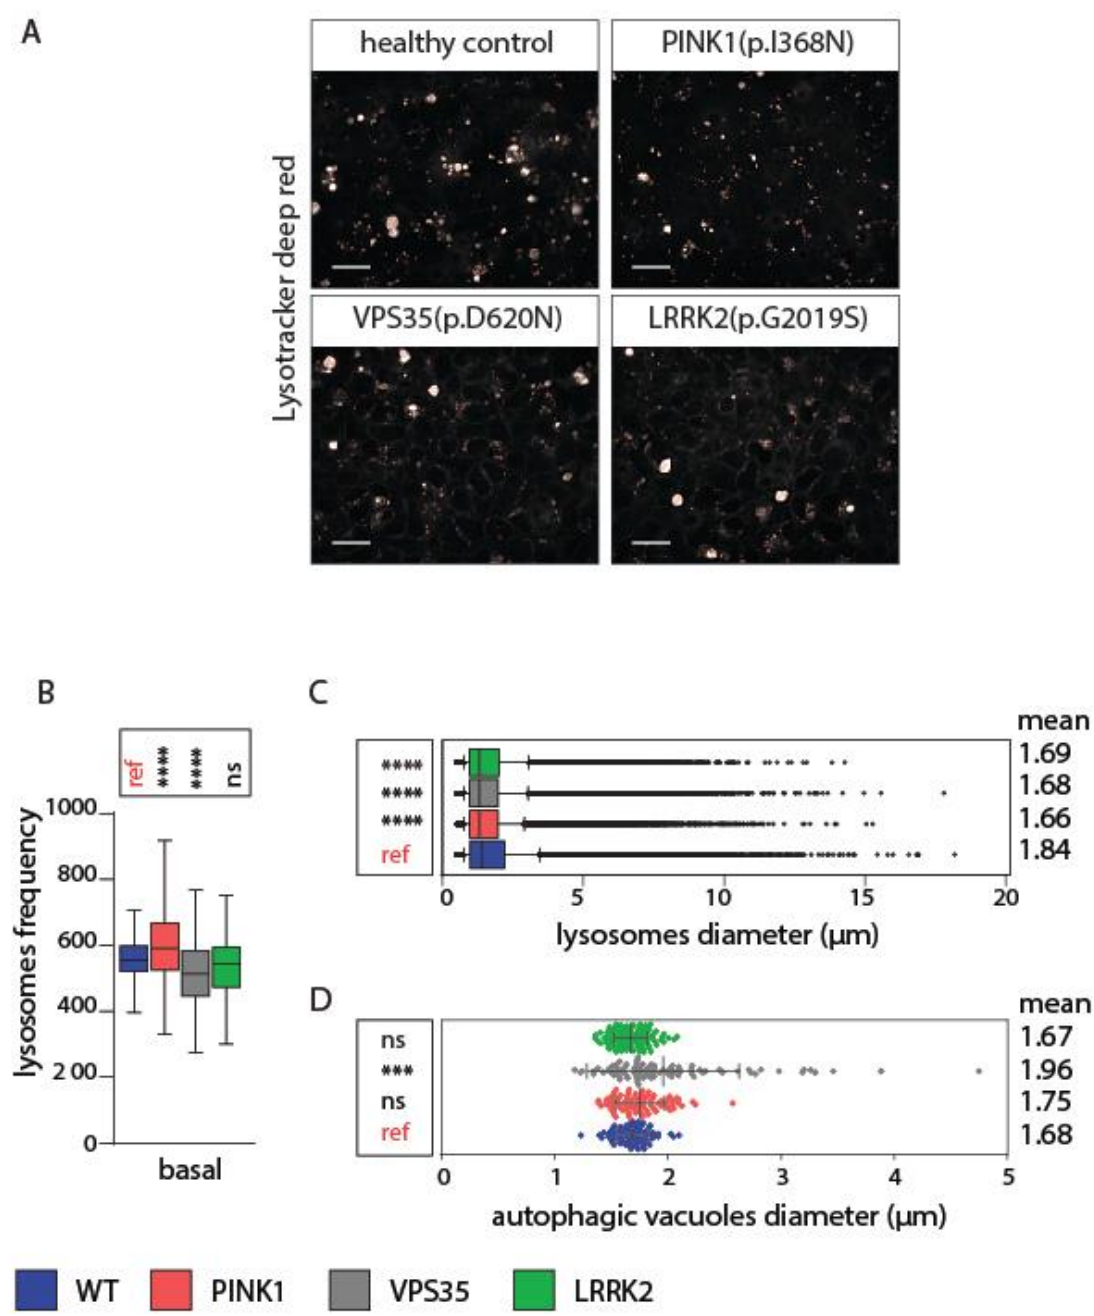 A
healthy control
PINK1(p.I368N)
Lysotracker deep red
VPS35(p.D620N)
LRRK2(p.G2019S)
B
ref
****
****
ns
lysosomes frequency
1000
800
600
400
200
0
basal
C
mean
**** 1.69
**** 1.68
**** 1.66
ref 1.84
0 5 10 15 20
lysosomes diameter (μm)
D
mean
ns 1.67
*** 1.96
ns 1.75
ref 1.68
0 1 2 3 4 5
autophagic vacuoles diameter (μm)
WT PINK1 VPS35 LRRK2